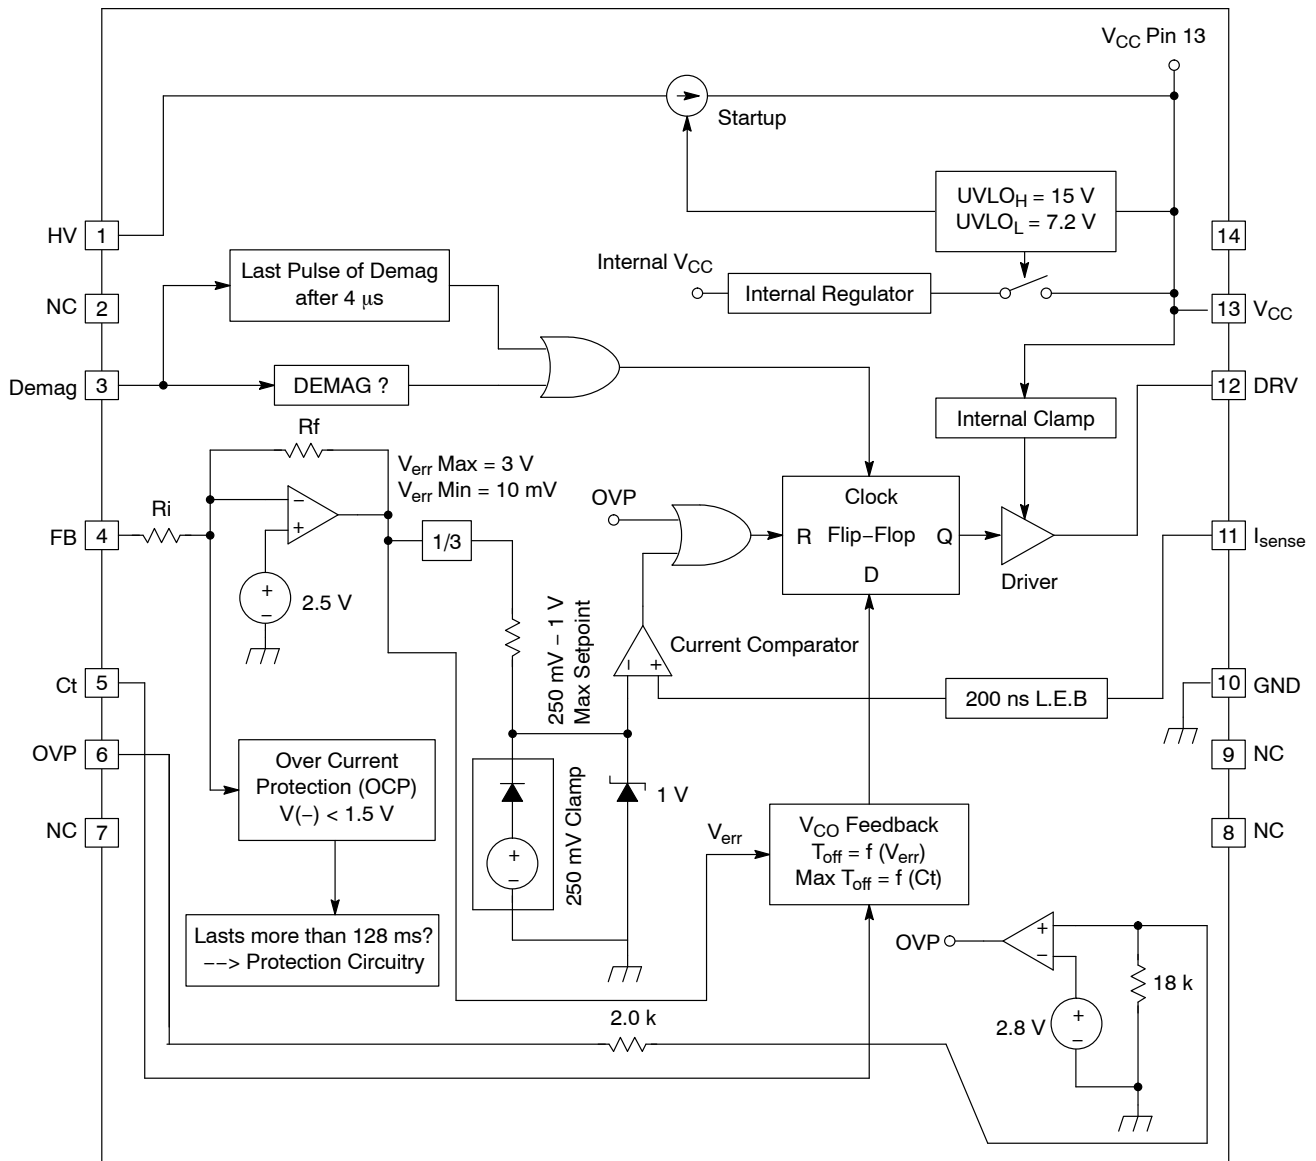 V_CC Pin 13
Startup
UVLO_H = 15 V
UVLO_L = 7.2 V
HV 1
14
Last Pulse of Demag
after 4 μs
Internal V_CC
Internal Regulator
NC 2
13 V_CC
Demag 3
DEMAG ?
12 DRV
Internal Clamp
Rf
V_err Max = 3 V
V_err Min = 10 mV
OVP
Clock
R Flip−Flop Q
D
Driver
Ri
FB 4
−
+
1/3
11 I_sense
+
−
2.5 V
250 mV − 1 V
Max Setpoint
−
+
Current Comparator
Ct 5
200 ns L.E.B
10 GND
OVP 6
9 NC
Over Current
Protection (OCP)
V(−) < 1.5 V
250 mV Clamp
+
−
1 V
NC 7
8 NC
V_err
V_CO Feedback
T_off = f (V_err)
Max T_off = f (Ct)
Lasts more than 128 ms?
−−> Protection Circuitry
OVP
+
−
18 k
2.8 V
+
−
2.0 k